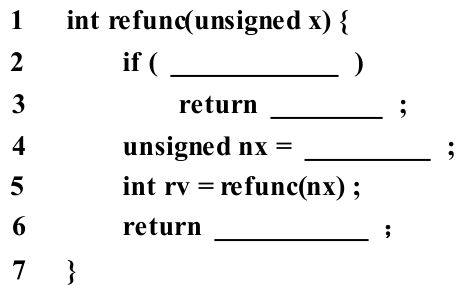 1 int refunc(unsigned x) {
2 if ( ____________ )
3 return ________ ;
4 unsigned nx = _________ ;
5 int rv = refunc(nx) ;
6 return ___________ ;
7 }